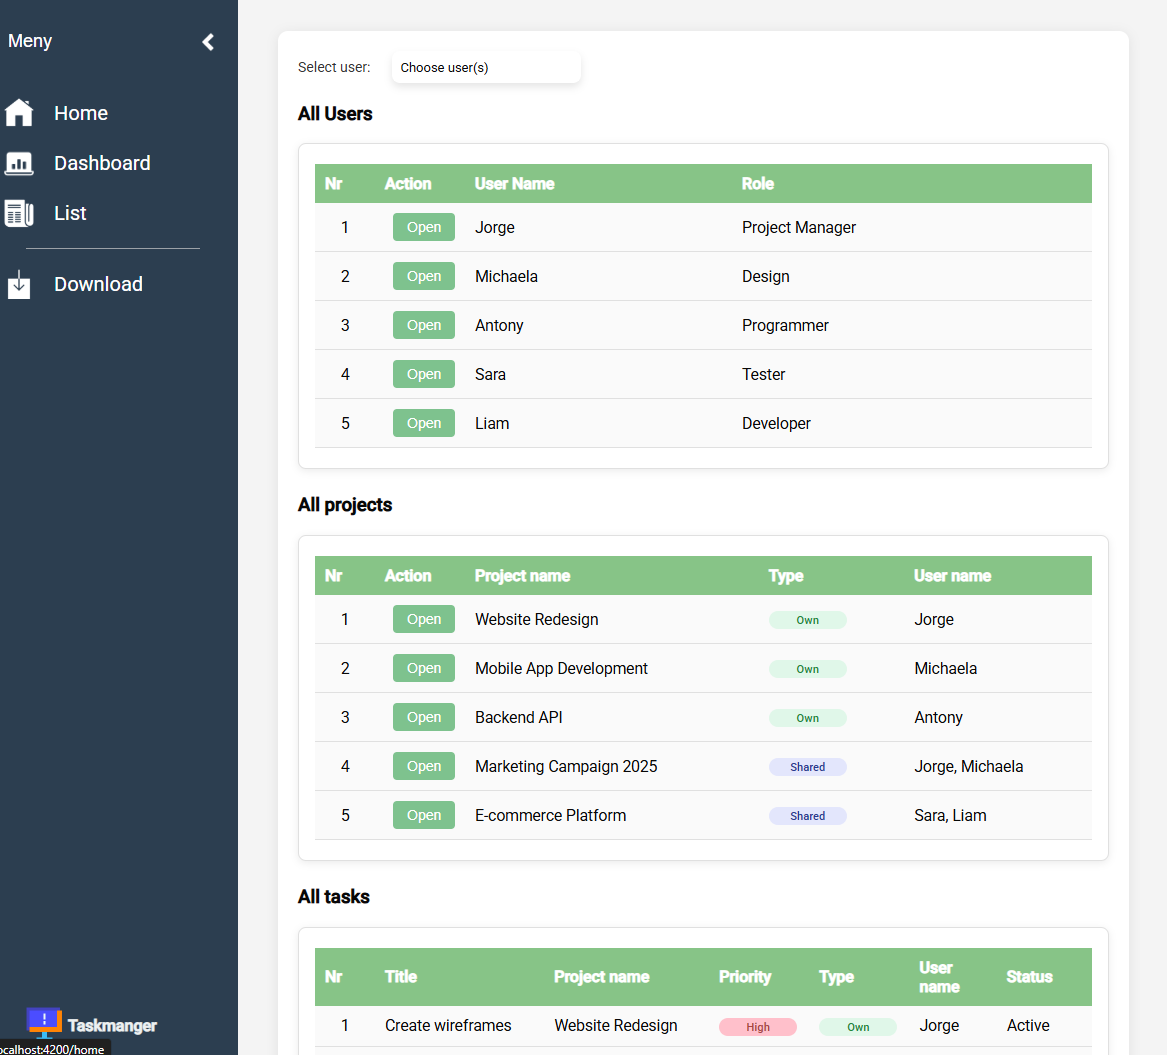 Meny
Home
Dashboard
List
Download
Taskmanger
ocalhost:4200/home
Select user: Choose user(s)
All Users
Nr Action User Name Role
1 Open Jorge Project Manager
2 Open Michaela Design
3 Open Antony Programmer
4 Open Sara Tester
5 Open Liam Developer
All projects
Nr Action Project name Type User name
1 Open Website Redesign Own Jorge
2 Open Mobile App Development Own Michaela
3 Open Backend API Own Antony
4 Open Marketing Campaign 2025 Shared Jorge, Michaela
5 Open E-commerce Platform Shared Sara, Liam
All tasks
Nr Title Project name Priority Type User name Status
1 Create wireframes Website Redesign High Own Jorge Active